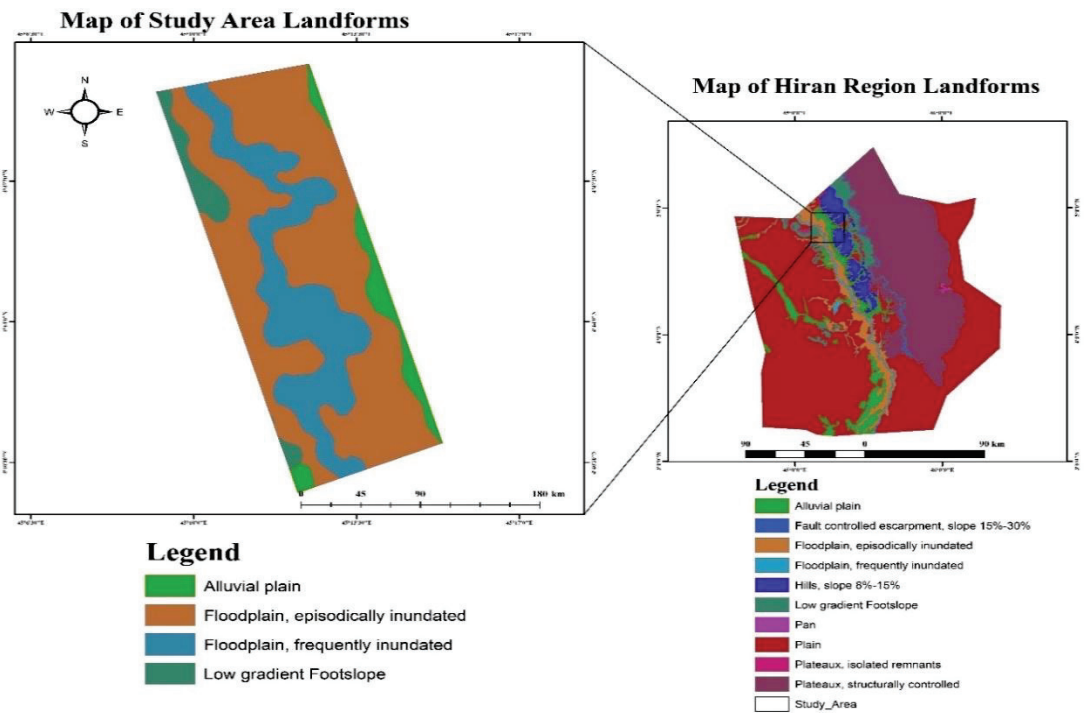 Map of Study Area Landforms
N
W
E
S
0
45
90
180 km
Legend
Alluvial plain
Floodplain, episodically inundated
Floodplain, frequently inundated
Low gradient Footslope
Map of Hiran Region Landforms
90
45
0
90 km
Legend
Alluvial plain
Fault controlled escarpment, slope 15%-30%
Floodplain, episodically inundated
Floodplain, frequently inundated
Hills, slope 8%-15%
Low gradient Footslope
Pan
Plain
Plateaux, isolated remnants
Plateaux, structurally controlled
Study_Area